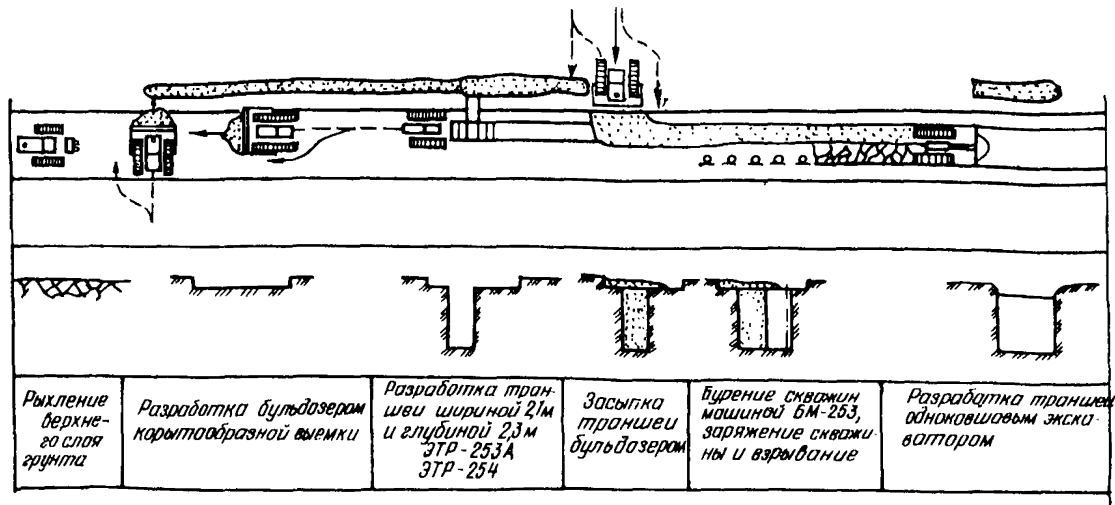 Рыхление
верхне-
го слоя
грунта
Разработка бульдозером
корытообразной выемки
Разработка тран-
шеи шириной 2,1м
и глубиной 2,3м
ЭТР-253А
ЭТР-254
Засыпка
траншеи
бульдозером
Бурение скважин
машиной БМ-253,
заряжение скважи-
ны и взрывание
Разработка траншеи
одноковшовым экска-
ватором